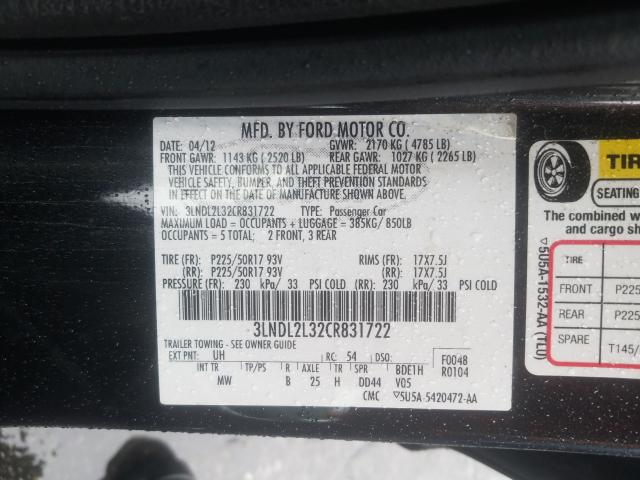 MFD. BY FORD MOTOR CO.
DATE: 04/12 GVWR: 2170 KG ( 4785 LB)
FRONT GAWR: 1143 KG ( 2520 LB) REAR GAWR: 1027 KG ( 2265 LB)
THIS VEHICLE CONFORMS TO ALL APPLICABLE FEDERAL MOTOR
VEHICLE SAFETY, BUMPER, AND THEFT PREVENTION STANDARDS
IN EFFECT ON THE DATE OF MANUFACTURE SHOWN ABOVE.
VIN: 3LNDL2L32CR831722 TYPE: Passenger Car
MAXIMUM LOAD = OCCUPANTS + LUGGAGE = 385KG/ 850LB
OCCUPANTS = 5 TOTAL; 2 FRONT, 3 REAR
TIRE (FR): P225/50R17 93V RIMS (FR): 17X7.5J
(RR): P225/50R17 93V (RR): 17X7.5J
PRESSURE (FR): 230 kPa/ 33 PSI COLD (RR): 230 kPa/ 33 PSI COLD
3LNDL2L32CR831722
TRAILER TOWING - SEE OWNER GUIDE
EXT PNT: UH RC: 54 DSO: F0048
INT TR TP/PS R AXLE TR SPR BDE1H R0104
MW B 25 H DD44 V05
CMC ▽5U5A 5420472-AA
TIR
SEATING
The combined w
and cargo sh
▽5U5A-1532-AA (TLU)
TIRE
FRONT P225
REAR P225
SPARE T145/